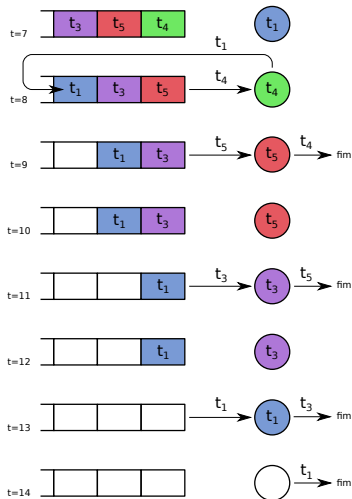 t=7 t3 t5 t4 t1
t1
t=8 t1 t3 t5 t4 t4
t=9 t1 t3 t5 t5 t4 fim
t=10 t1 t3 t5
t=11 t1 t3 t3 t5 fim
t=12 t1 t3
t=13 t1 t1 t3 fim
t=14 t1 fim